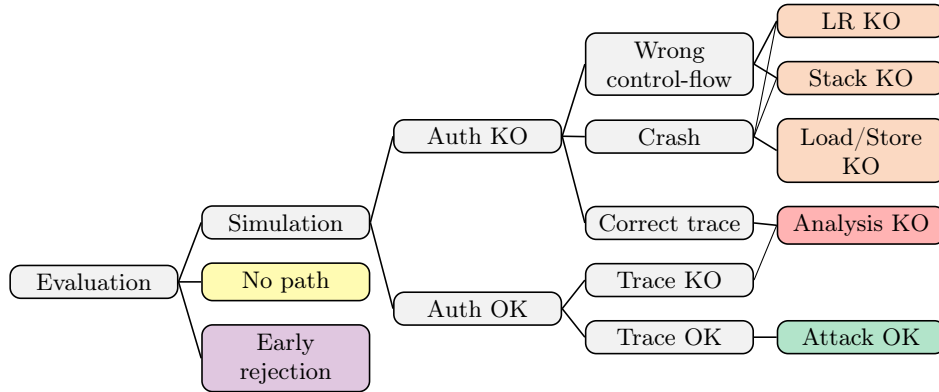 Evaluation
Simulation
No path
Early
rejection
Auth KO
Auth OK
Wrong
control-flow
Crash
Correct trace
Trace KO
Trace OK
LR KO
Stack KO
Load/Store
KO
Analysis KO
Attack OK